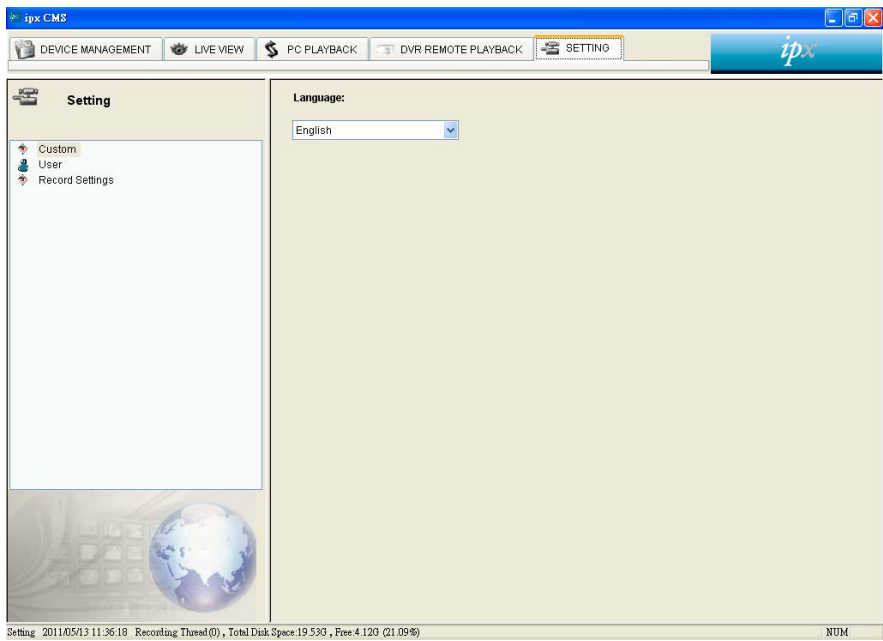 ipx CMS
DEVICE MANAGEMENT LIVE VIEW PC PLAYBACK DVR REMOTE PLAYBACK SETTING
ipx
Setting
Custom
User
Record Settings
Language:
English
Setting 2011/05/13 11:36:18 Recording Thread(0) , Total Disk Space:19.53G , Free:4.12G (21.09%) NUM